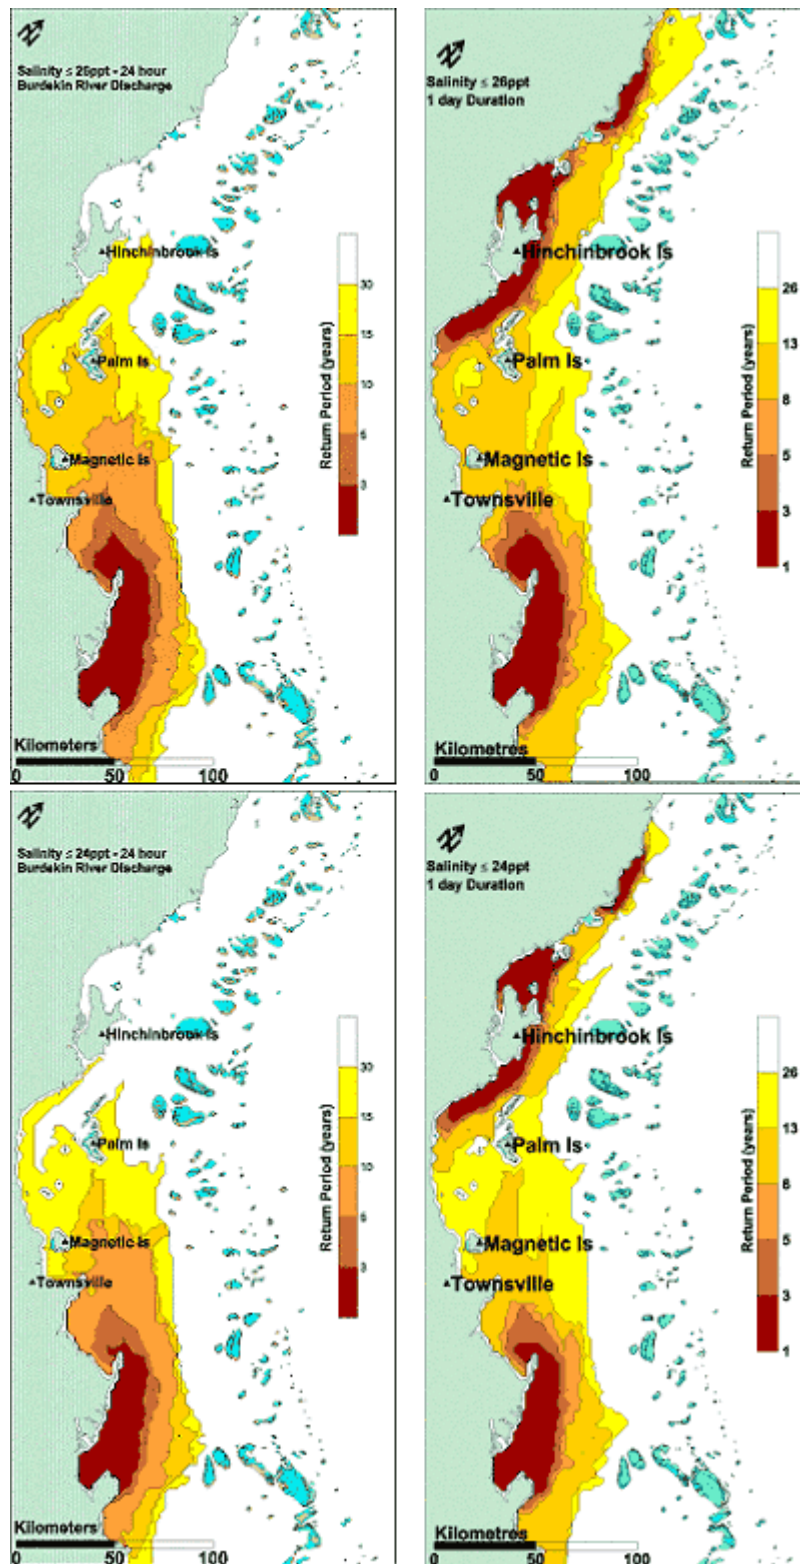 N
Salinity ≤ 26ppt - 24 hour
Burdekin River Discharge
Hinchinbrook Is
Palm Is
Magnetic Is
Townsville
Return Period (years)
30
15
10
5
3
Kilometers
0 50 100
N
Salinity ≤ 26ppt
1 day Duration
Hinchinbrook Is
Palm Is
Magnetic Is
Townsville
Return Period (years)
26
13
8
5
3
1
Kilometres
0 50 100
N
Salinity ≤ 24ppt - 24 hour
Burdekin River Discharge
Hinchinbrook Is
Palm Is
Magnetic Is
Townsville
Return Period (years)
30
15
10
5
3
Kilometers
0 50 100
N
Salinity ≤ 24ppt
1 day Duration
Hinchinbrook Is
Palm Is
Magnetic Is
Townsville
Return Period (years)
26
13
8
5
3
1
Kilometres
0 50 100